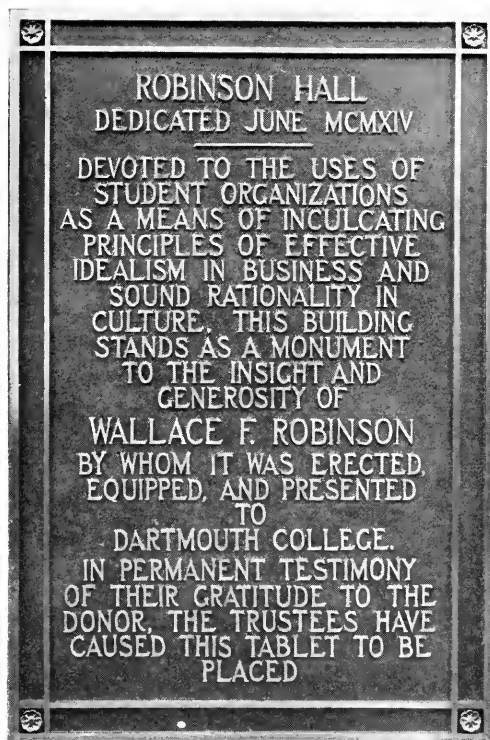 ROBINSON HALL
DEDICATED JUNE MCMXIV
DEVOTED TO THE USES OF
STUDENT ORGANIZATIONS
AS A MEANS OF INCULCATING
PRINCIPLES OF EFFECTIVE
IDEALISM IN BUSINESS AND
SOUND RATIONALITY IN
CULTURE, THIS BUILDING
STANDS AS A MONUMENT
TO THE INSIGHT AND
GENEROSITY OF
WALLACE F. ROBINSON
BY WHOM IT WAS ERECTED,
EQUIPPED, AND PRESENTED
TO
DARTMOUTH COLLEGE.
IN PERMANENT TESTIMONY
OF THEIR GRATITUDE TO THE
DONOR, THE TRUSTEES HAVE
CAUSED THIS TABLET TO BE
PLACED